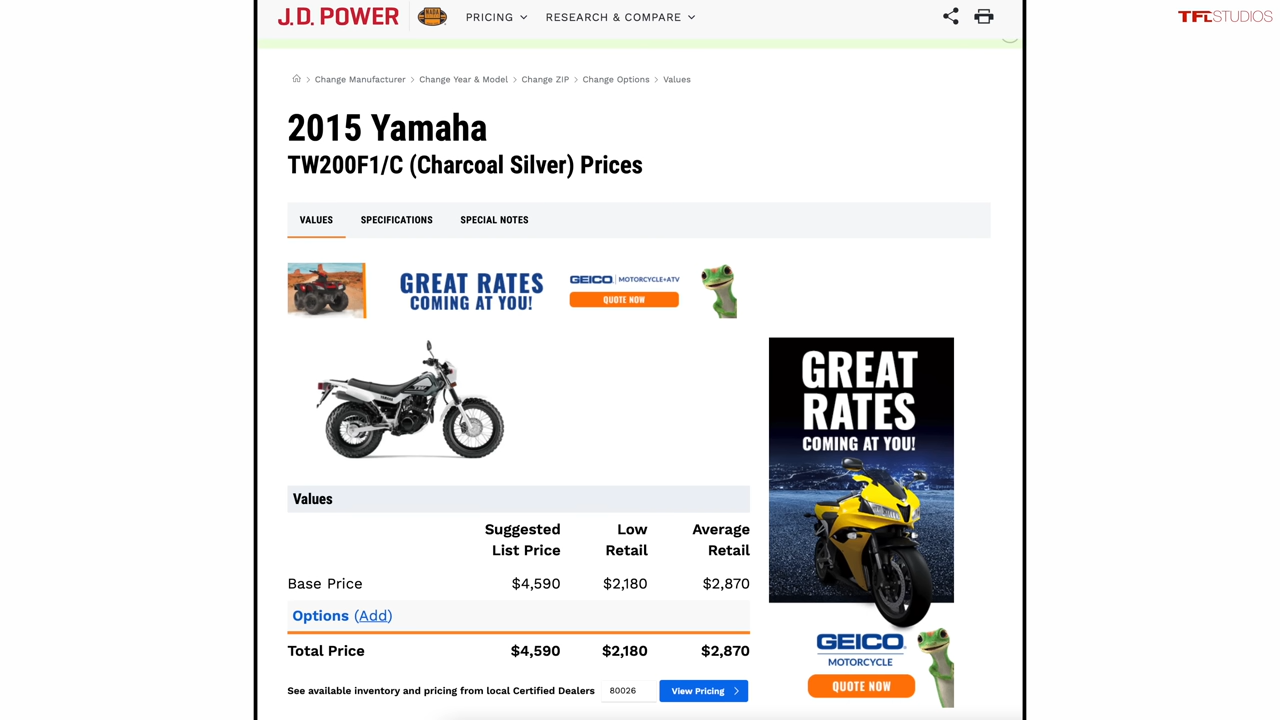 J.D. POWER
PRICING
RESEARCH & COMPARE
TFLSTUDIOS
Change Manufacturer
Change Year & Model
Change ZIP
Change Options
Values
2015 Yamaha
TW200F1/C (Charcoal Silver) Prices
VALUES
SPECIFICATIONS
SPECIAL NOTES
GREAT RATES
COMING AT YOU!
GEICO MOTORCYCLE•ATV
QUOTE NOW
GREAT
RATES
COMING AT YOU!
GEICO
MOTORCYCLE
QUOTE NOW
Values
Suggested List Price
Low Retail
Average Retail
Base Price $4,590 $2,180 $2,870
Options (Add)
Total Price $4,590 $2,180 $2,870
See available inventory and pricing from local Certified Dealers 80026 View Pricing